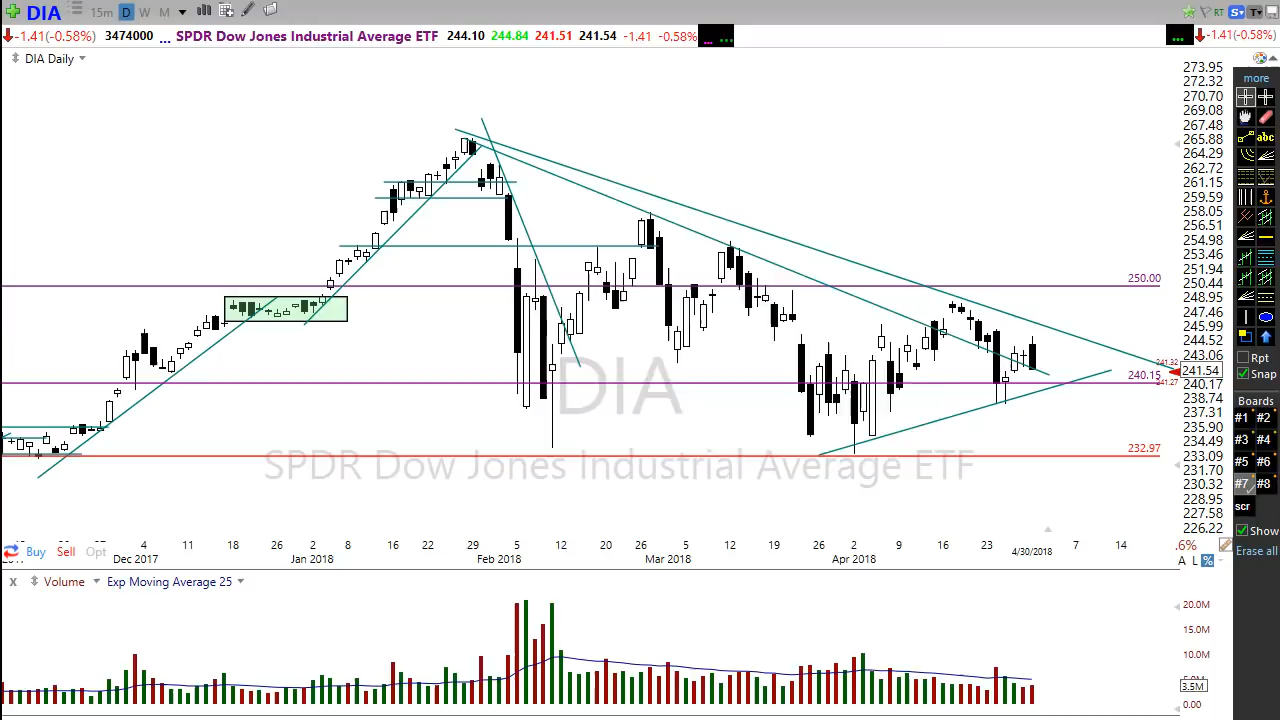 DIA 15m D W M RT S T
-1.41(-0.58%) 3474000 ... SPDR Dow Jones Industrial Average ETF 244.10 244.84 241.51 241.54 -1.41 -0.58% ... ... ... -1.41(-0.58%)
DIA Daily
273.95
more
272.32
270.70
269.08
267.48
abc
265.88
264.29
262.72
261.15
259.59
258.05
256.51
254.98
253.46
251.94
250.00
250.44
248.95
247.46
245.99
244.52
243.06
Rpt
241.32
241.54
Snap
240.15
241.27
240.17
238.74
Boards
237.31
#1 #2
235.90
#3 #4
234.49
232.97
233.09
#5 #6
231.70
#7 #8
230.32
228.95
scr
227.58
226.22
Show
4 11 18 26 2 8 16 22 29 5 12 20 26 5 12 19 26 2 9 16 23 4/30/2018 7 14 .6%
Buy Sell Opt
Erase all
Dec 2017 Jan 2018 Feb 2018 Mar 2018 Apr 2018 A L %
x Volume Exp Moving Average 25
20.0M
15.0M
10.0M
3.5M
0.00
DIA
SPDR Dow Jones Industrial Average ETF